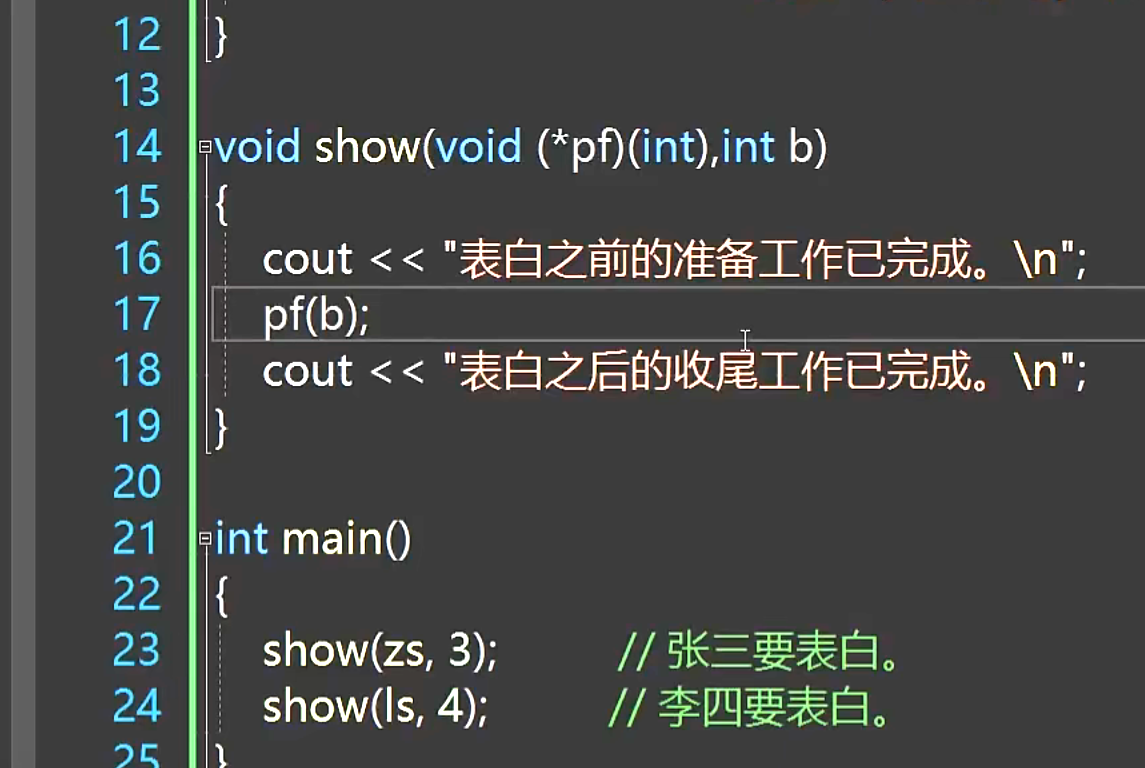 12 }
13
14 void show(void (*pf)(int),int b)
15 {
16 cout << "表白之前的准备工作已完成。\n";
17 pf(b);
18 cout << "表白之后的收尾工作已完成。\n";
19 }
20
21 int main()
22 {
23 show(zs, 3); // 张三要表白。
24 show(ls, 4); // 李四要表白。
25 }